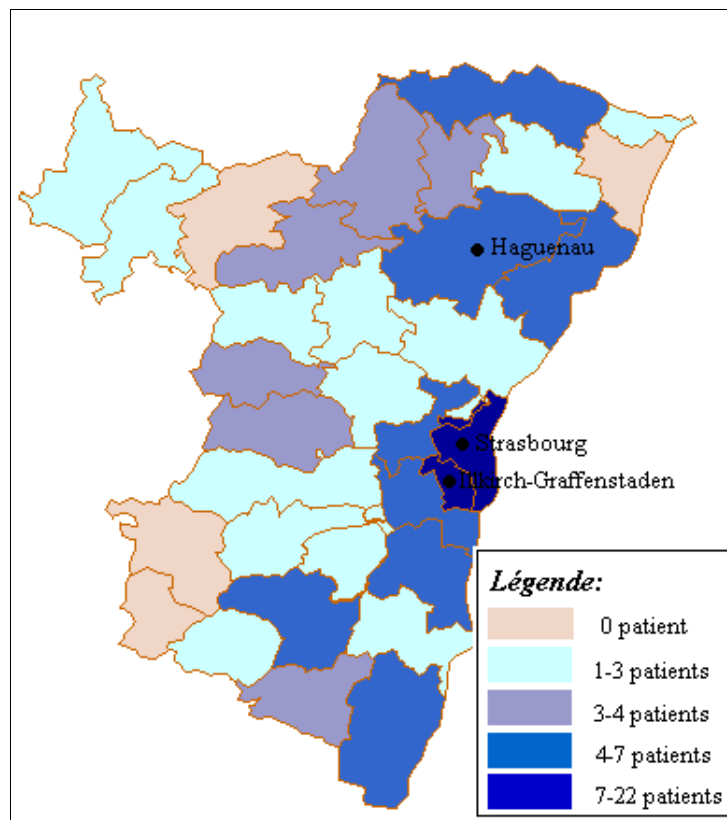 Haguenau
Strasbourg
Illkirch-Graffenstaden
Légende:
0 patient
1-3 patients
3-4 patients
4-7 patients
7-22 patients